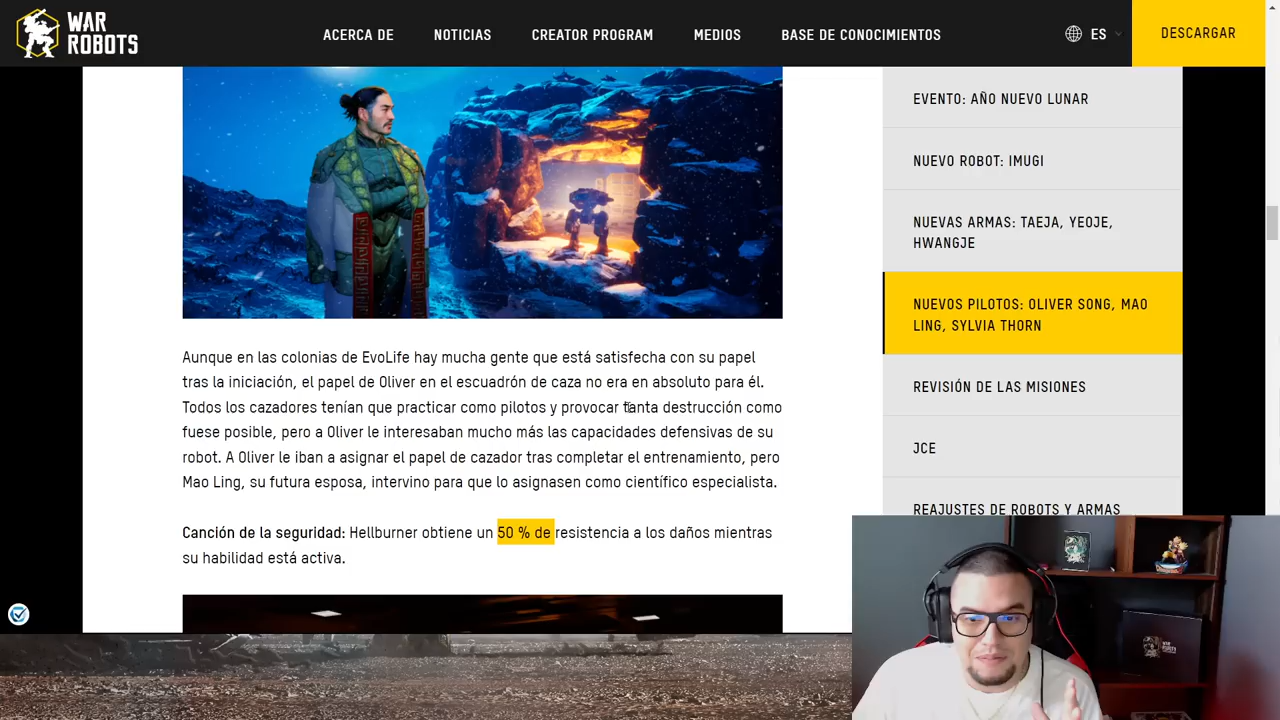 WAR
ROBOTS
ACERCA DE
NOTICIAS
CREATOR PROGRAM
MEDIOS
BASE DE CONOCIMIENTOS
ES
DESCARGAR
Aunque en las colonias de EvoLife hay mucha gente que está satisfecha con su papel
tras la iniciación, el papel de Oliver en el escuadrón de caza no era en absoluto para él.
Todos los cazadores tenían que practicar como pilotos y provocar tanta destrucción como
fuese posible, pero a Oliver le interesaban mucho más las capacidades defensivas de su
robot. A Oliver le iban a asignar el papel de cazador tras completar el entrenamiento, pero
Mao Ling, su futura esposa, intervino para que lo asignasen como científico especialista.
Canción de la seguridad: Hellburner obtiene un 50 % de resistencia a los daños mientras
su habilidad está activa.
EVENTO: AÑO NUEVO LUNAR
NUEVO ROBOT: IMUGI
NUEVAS ARMAS: TAEJA, YEOJE,
HWANGJE
NUEVOS PILOTOS: OLIVER SONG, MAO
LING, SYLVIA THORN
REVISIÓN DE LAS MISIONES
JCE
REAJUSTES DE ROBOTS Y ARMAS